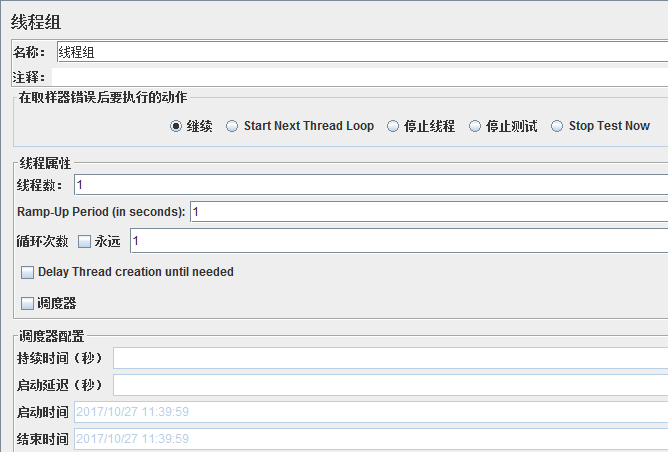 线程组
名称： 线程组
注释：
在取样器错误后要执行的动作
继续 Start Next Thread Loop 停止线程 停止测试 Stop Test Now
线程属性
线程数： 1
Ramp-Up Period (in seconds): 1
循环次数 永远 1
Delay Thread creation until needed
调度器
调度器配置
持续时间（秒）
启动延迟（秒）
启动时间 2017/10/27 11:39:59
结束时间 2017/10/27 11:39:59